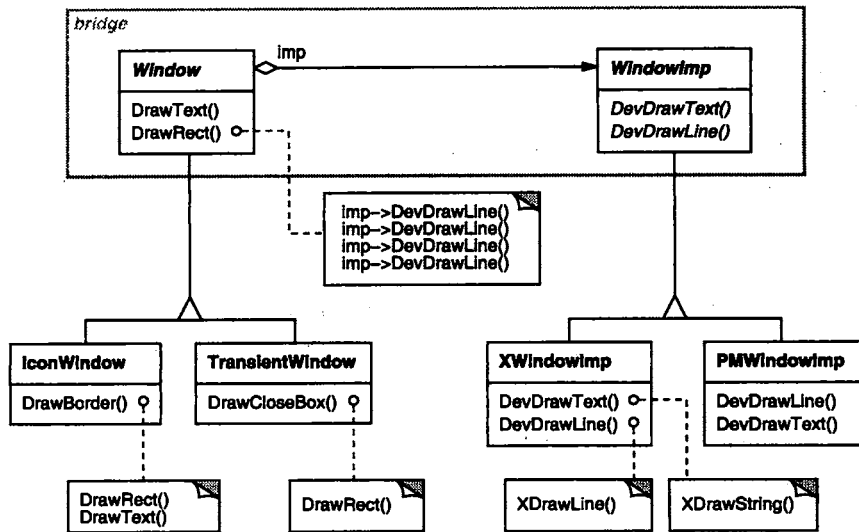 bridge
imp
Window
DrawText()
DrawRect()
WindowImp
DevDrawText()
DevDrawLine()
imp->DevDrawLine()
imp->DevDrawLine()
imp->DevDrawLine()
imp->DevDrawLine()
IconWindow
DrawBorder()
TransientWindow
DrawCloseBox()
XWindowImp
DevDrawText()
DevDrawLine()
PMWindowImp
DevDrawLine()
DevDrawText()
DrawRect()
DrawText()
DrawRect()
XDrawLine()
XDrawString()